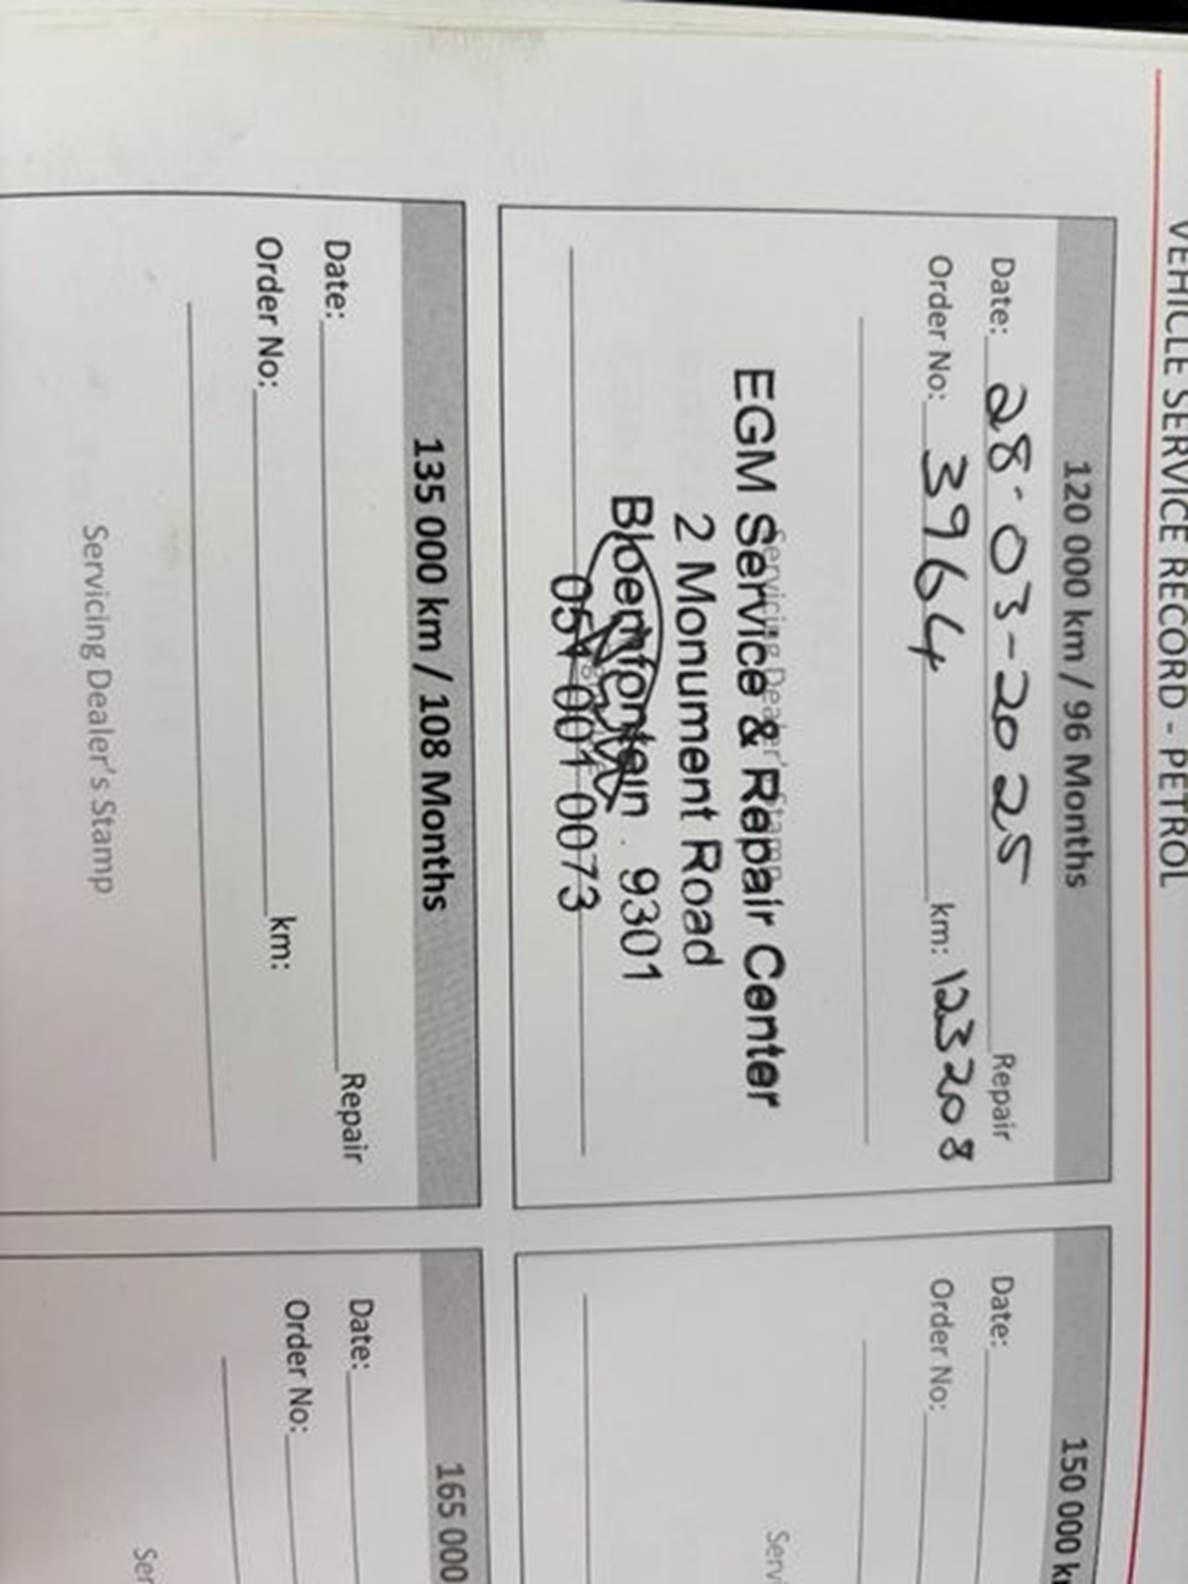 VEHICLE SERVICE RECORD - PETROL
120 000 km / 96 Months
Date: 28-03-2025 Repair
Order No: 3964 km: 123208
Servicing Dealer's Stamp
EGM Service & Repair Center
2 Monument Road
Bloemfontein . 9301
051 001 0073
135 000 km / 108 Months
Date: Repair
Order No: km:
Servicing Dealer's Stamp
150 000
Date:
Order No:
165 000
Date:
Order No: